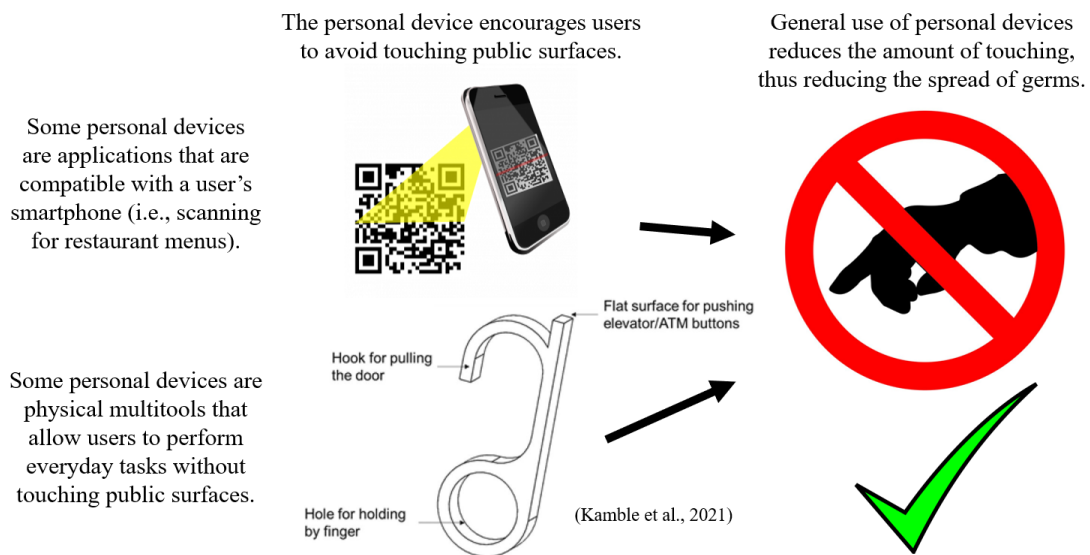 The personal device encourages users
to avoid touching public surfaces.
General use of personal devices
reduces the amount of touching,
thus reducing the spread of germs.
Some personal devices
are applications that are
compatible with a user's
smartphone (i.e., scanning
for restaurant menus).
Flat surface for pushing
elevator/ATM buttons
Hook for pulling
the door
Some personal devices are
physical multitools that
allow users to perform
everyday tasks without
touching public surfaces.
Hole for holding
by finger
(Kamble et al., 2021)